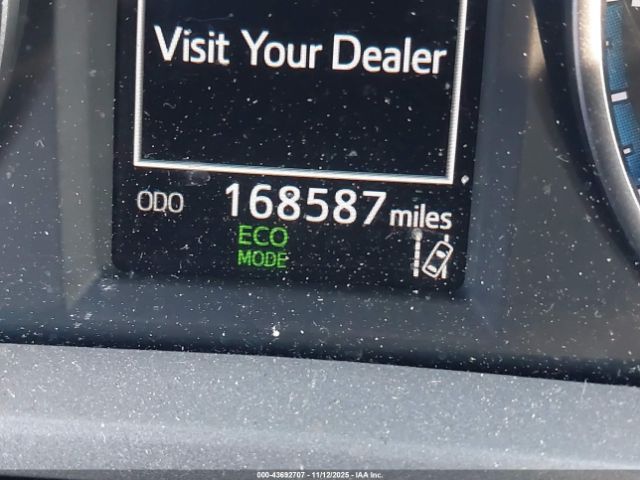 Visit Your Dealer
ODO 168587 miles
ECO
MODE
000-43692707 - 11/12/2025 - IAA Inc.